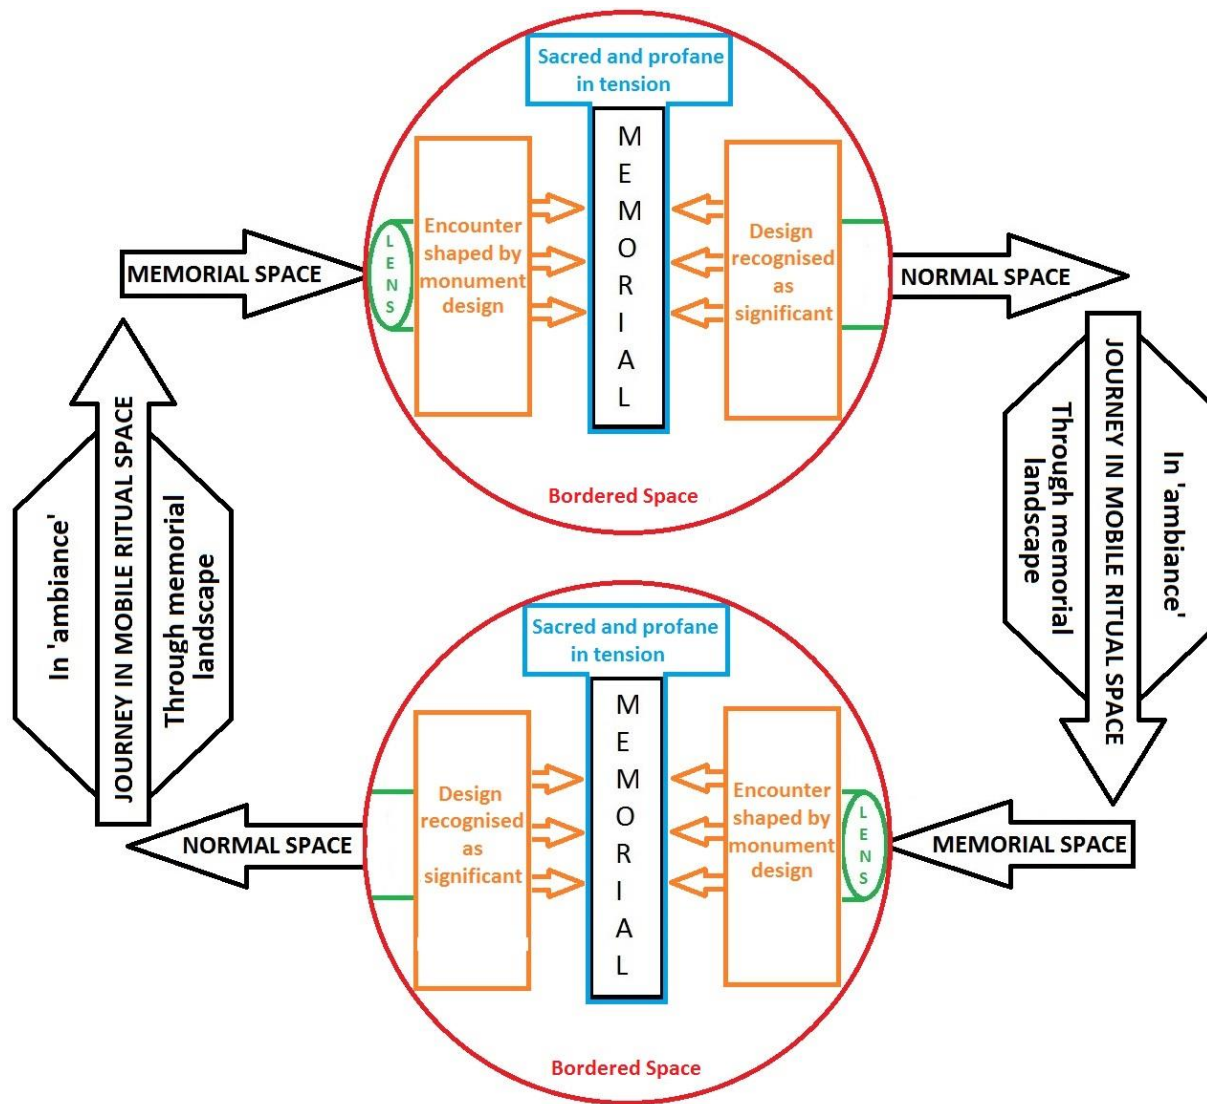 Sacred and profane
in tension
MEMORIAL
Encounter
shaped by
monument
design
Design
recognised
as
significant
LENS
MEMORIAL SPACE
NORMAL SPACE
Bordered Space
In 'ambiance'
JOURNEY IN MOBILE RITUAL SPACE
Through memorial
landscape
In 'ambiance'
JOURNEY IN MOBILE RITUAL SPACE
Through memorial
landscape
Sacred and profane
in tension
MEMORIAL
Design
recognised
as
significant
Encounter
shaped by
monument
design
LENS
NORMAL SPACE
MEMORIAL SPACE
Bordered Space